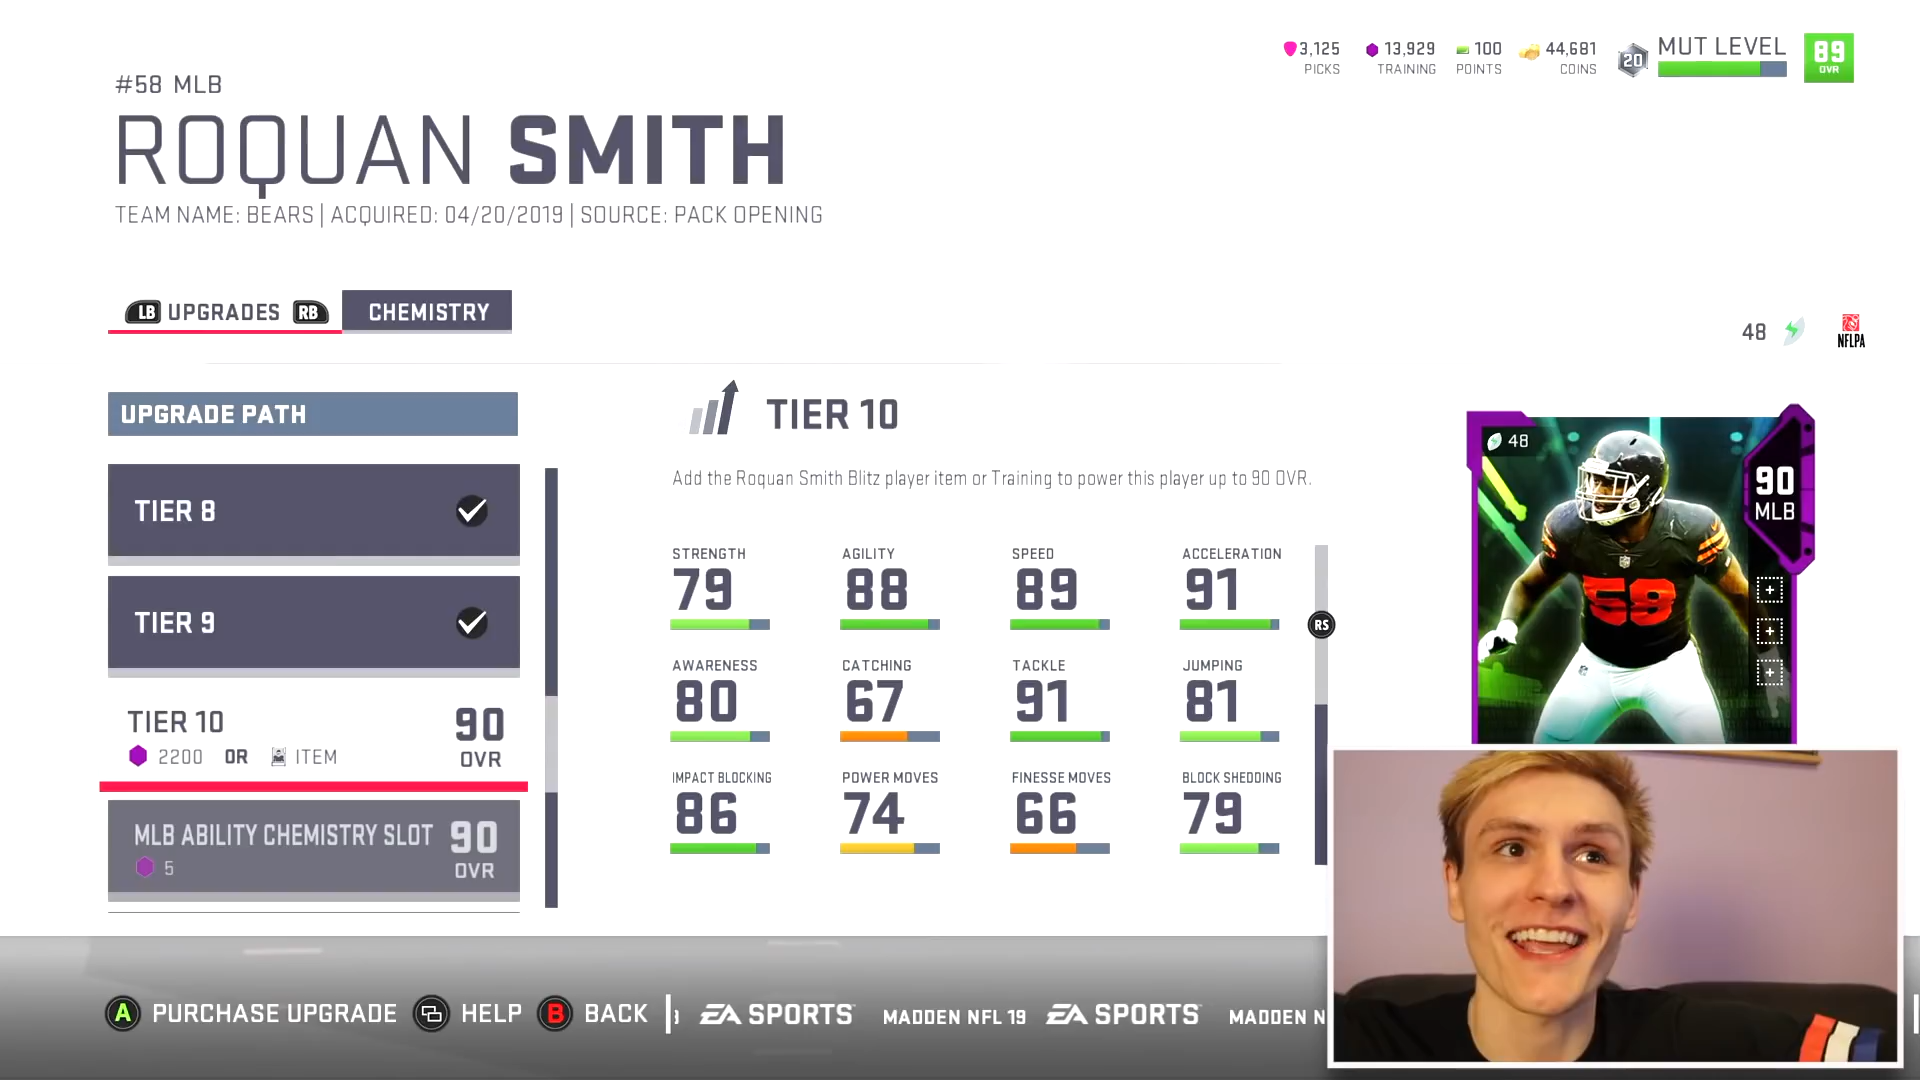 3,125
PICKS
13,929
TRAINING
100
POINTS
44,681
COINS
20
MUT LEVEL
89
OVR
#58 MLB
ROQUAN SMITH
TEAM NAME: BEARS | ACQUIRED: 04/20/2019 | SOURCE: PACK OPENING
LB UPGRADES RB CHEMISTRY
48
NFLPA
UPGRADE PATH
TIER 8
TIER 9
TIER 10
2200 OR ITEM
90
OVR
MLB ABILITY CHEMISTRY SLOT
5
90
OVR
TIER 10
Add the Roquan Smith Blitz player item or Training to power this player up to 90 OVR.
STRENGTH
79
AGILITY
88
SPEED
89
ACCELERATION
91
AWARENESS
80
CATCHING
67
TACKLE
91
JUMPING
81
IMPACT BLOCKING
86
POWER MOVES
74
FINESSE MOVES
66
BLOCK SHEDDING
79
RS
48
90
MLB
58
A PURCHASE UPGRADE HELP B BACK
EA SPORTS MADDEN NFL 19 EA SPORTS MADDEN N